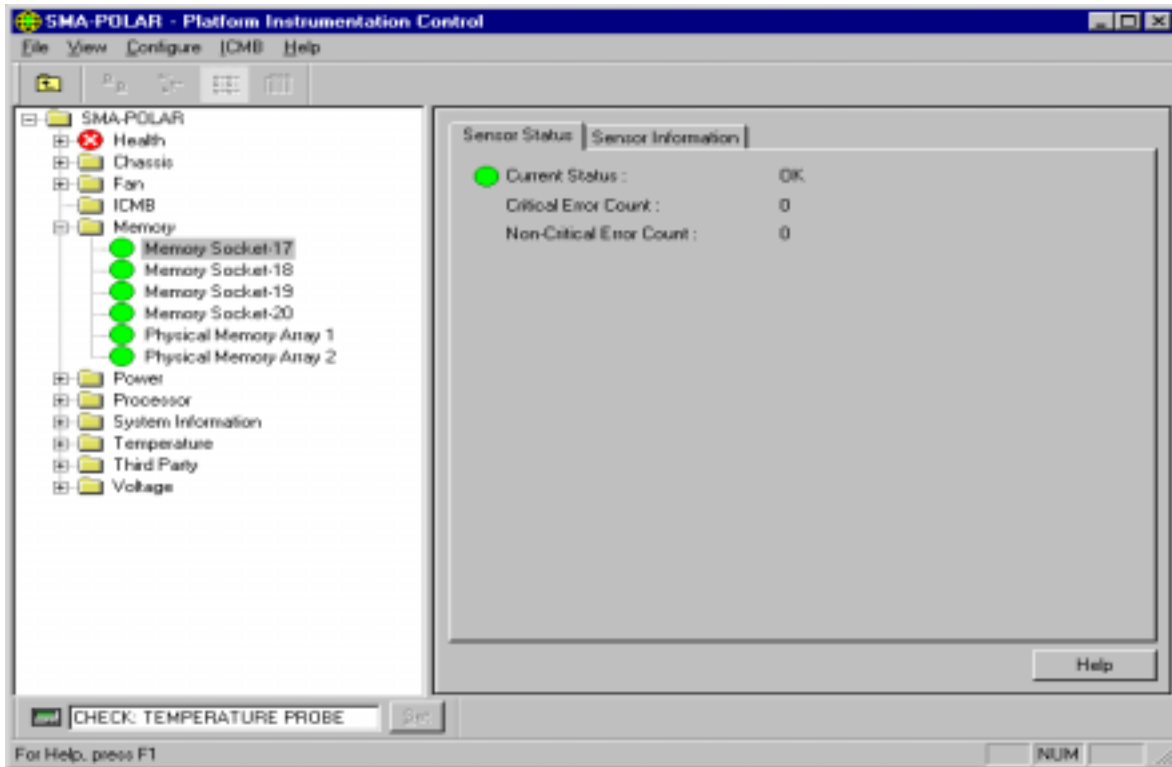 SMA-POLAR - Platform Instrumentation Control
File View Configure ICMB Help
SMA-POLAR
Health
Chassis
Fan
ICMB
Memory
Memory Socket-17
Memory Socket-18
Memory Socket-19
Memory Socket-20
Physical Memory Array 1
Physical Memory Array 2
Power
Processor
System Information
Temperature
Third Party
Voltage
Sensor Status Sensor Information
Current Status : OK
Critical Error Count : 0
Non-Critical Error Count : 0
Help
CHECK: TEMPERATURE PROBE Set
For Help, press F1 NUM